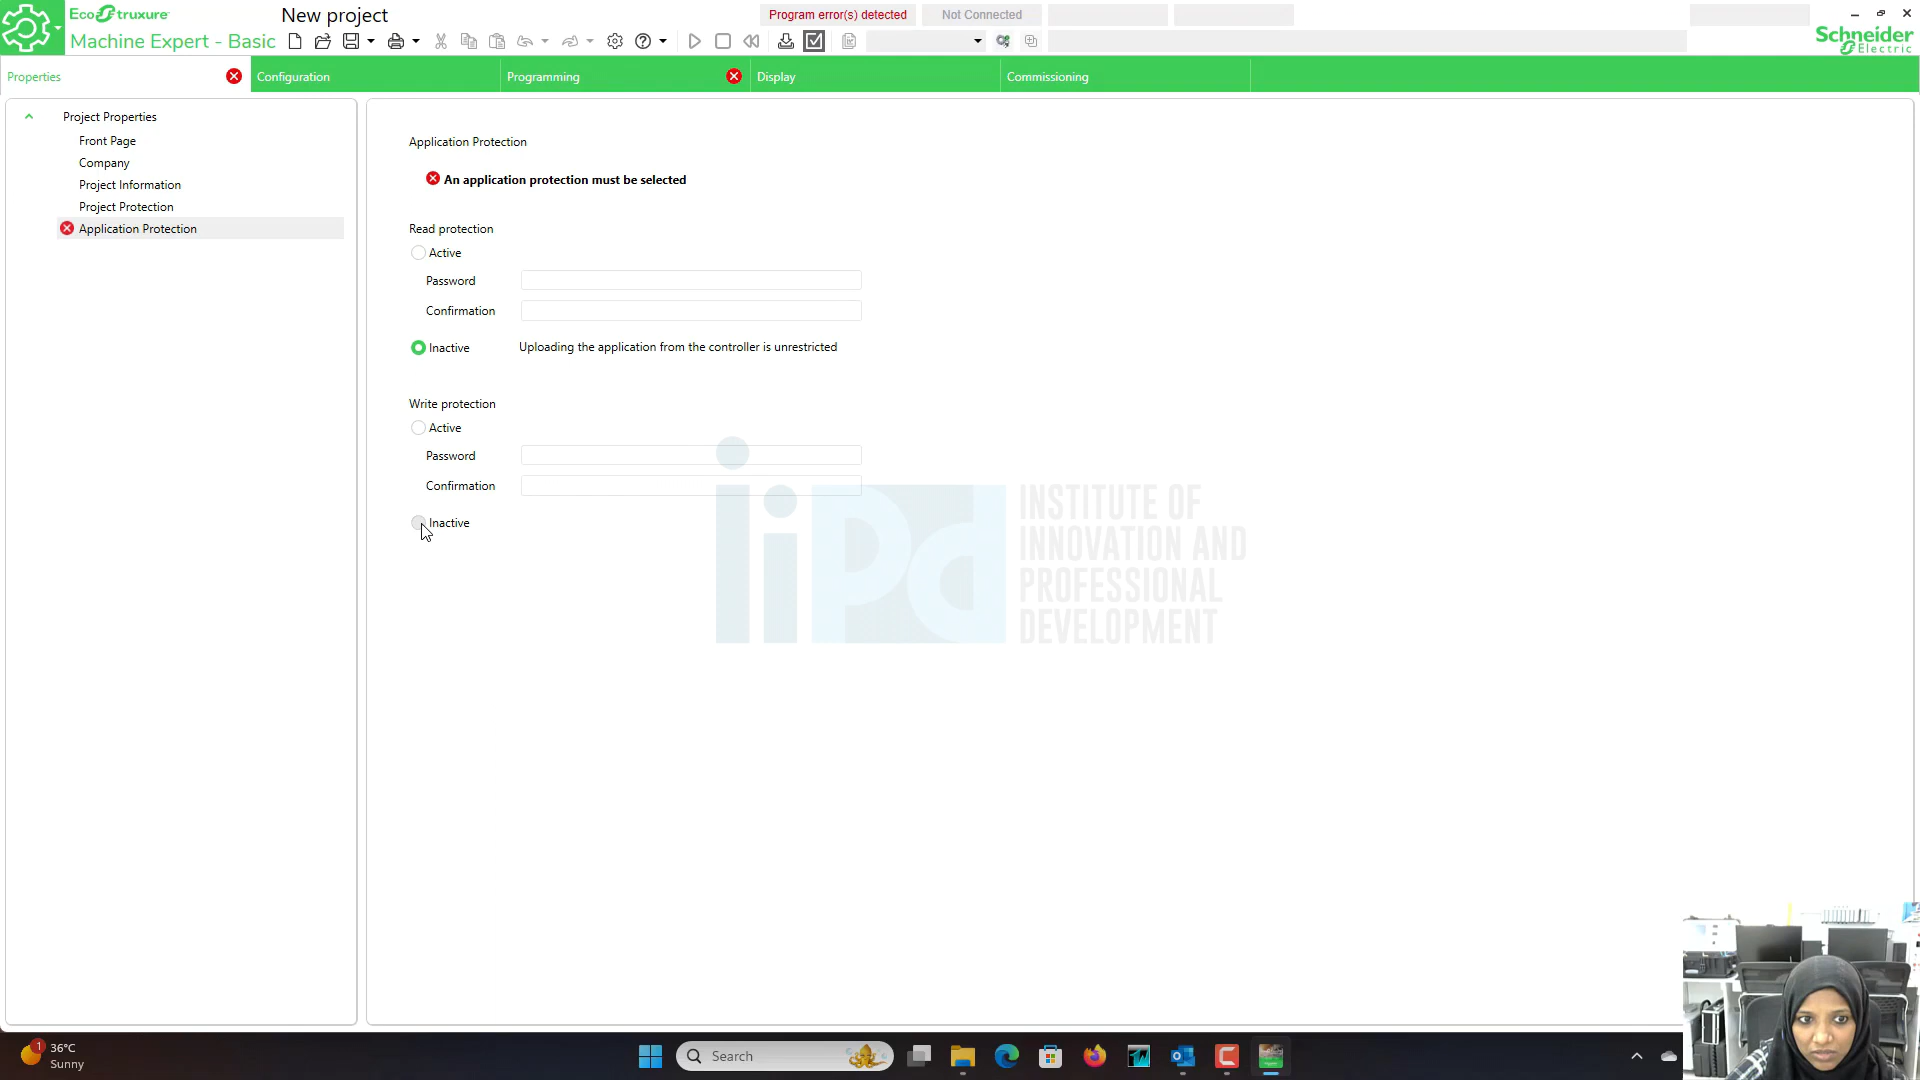 EcoStruxure
New project
Program error(s) detected
Not Connected
Machine Expert - Basic
Schneider
Electric
Properties
Configuration
Programming
Display
Commissioning
Project Properties
Front Page
Company
Project Information
Project Protection
Application Protection
Application Protection
An application protection must be selected
Read protection
Active
Password
Confirmation
Inactive
Uploading the application from the controller is unrestricted
Write protection
Active
Password
Confirmation
Inactive
iiPd
INSTITUTE OF
INNOVATION AND
PROFESSIONAL
DEVELOPMENT
1
36°C
Sunny
Search